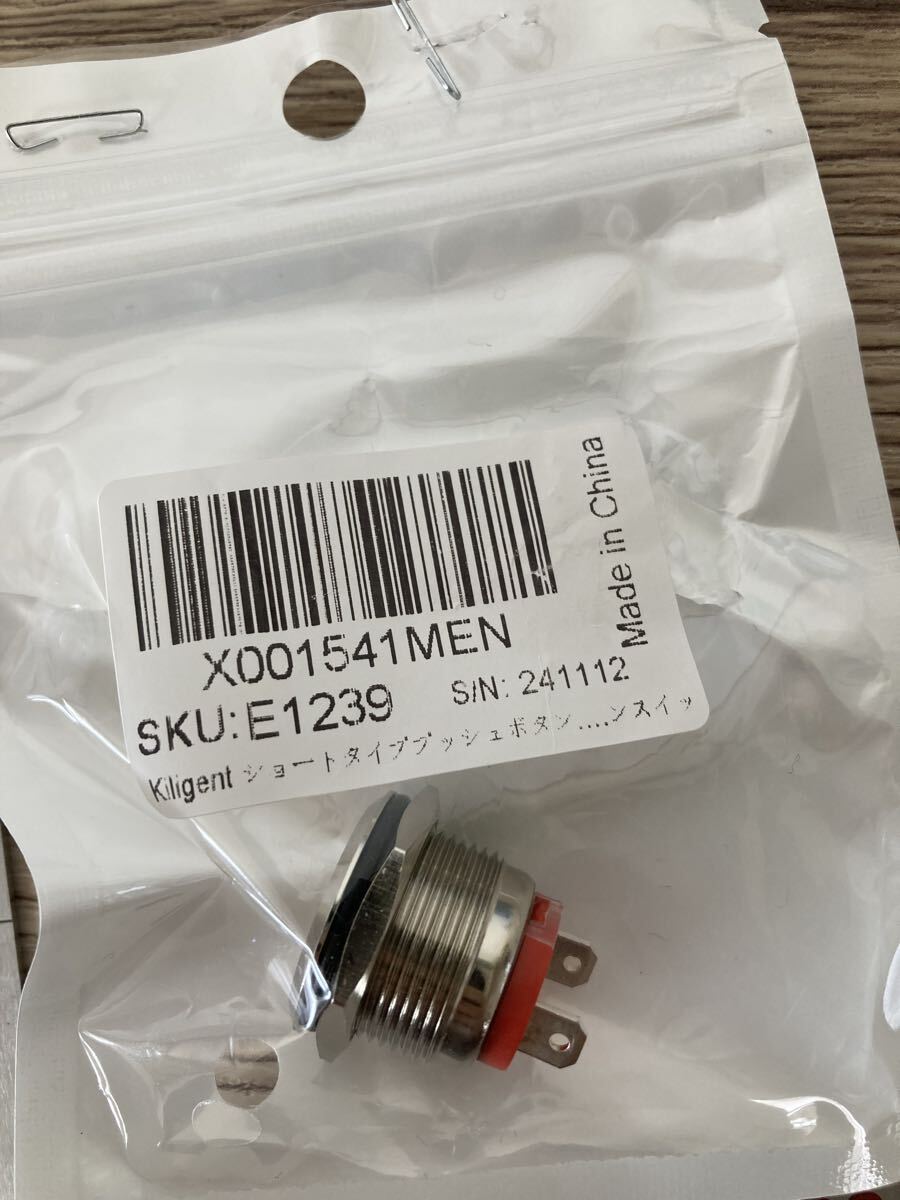 X001541MEN
SKU:E1239
S/N: 241112
Kiligent ショートタイププッシュボタン....ンスイッ
Made in China